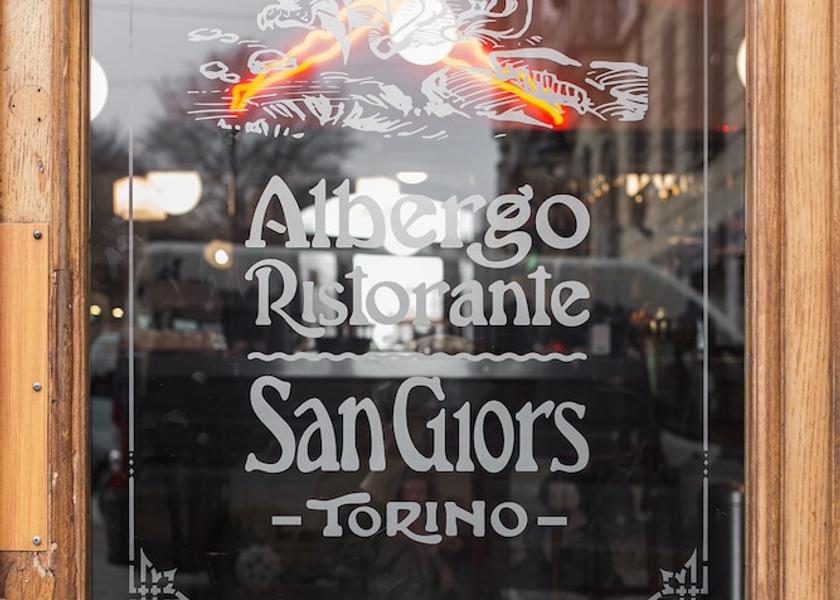 Albergo
Ristorante
San Giors
-TORINO-